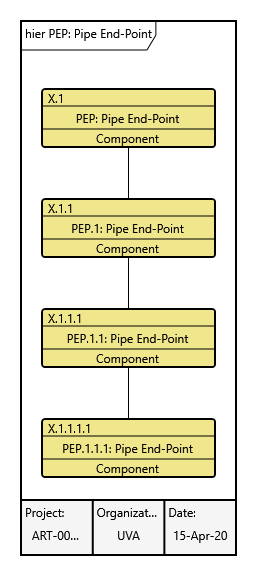 hier PEP: Pipe End-Point
X.1
PEP: Pipe End-Point
Component
X.1.1
PEP.1: Pipe End-Point
Component
X.1.1.1
PEP.1.1: Pipe End-Point
Component
X.1.1.1.1
PEP.1.1.1: Pipe End-Point
Component
Project: Organizat... Date:
ART-00... UVA 15-Apr-20